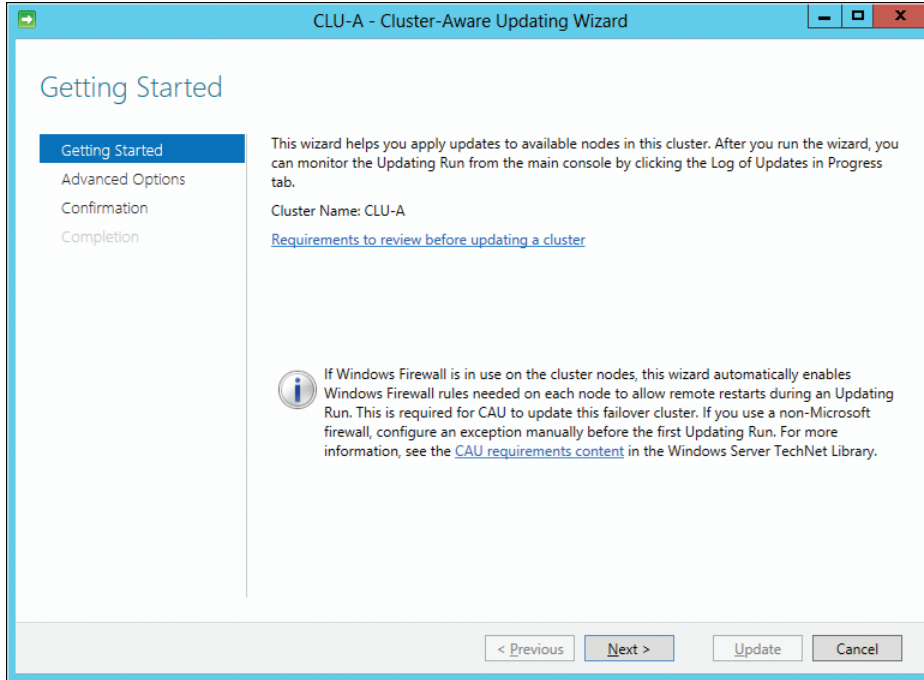 CLU-A - Cluster-Aware Updating Wizard
Getting Started
Getting Started
Advanced Options
Confirmation
Completion
This wizard helps you apply updates to available nodes in this cluster. After you run the wizard, you
can monitor the Updating Run from the main console by clicking the Log of Updates in Progress
tab.
Cluster Name: CLU-A
Requirements to review before updating a cluster
If Windows Firewall is in use on the cluster nodes, this wizard automatically enables
Windows Firewall rules needed on each node to allow remote restarts during an Updating
Run. This is required for CAU to update this failover cluster. If you use a non-Microsoft
firewall, configure an exception manually before the first Updating Run. For more
information, see the CAU requirements content in the Windows Server TechNet Library.
< Previous
Next >
Update
Cancel